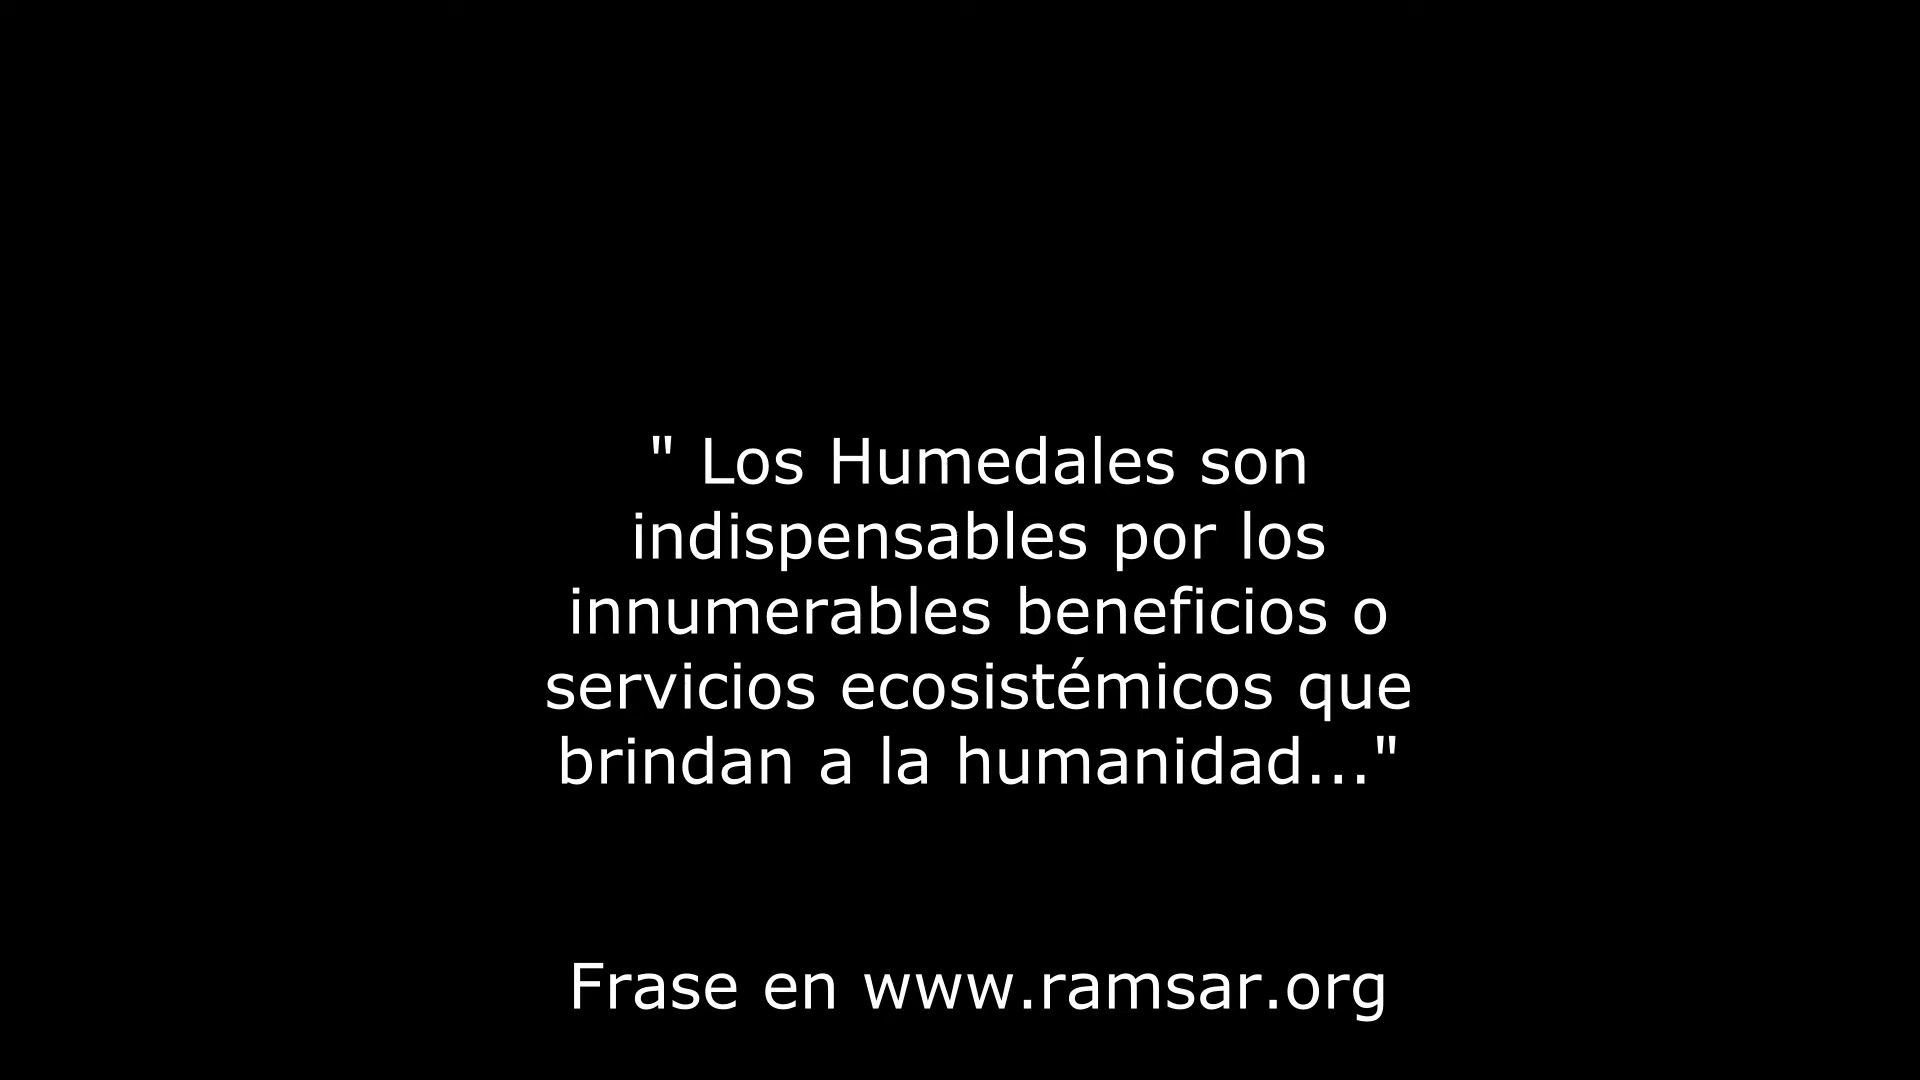 " Los Humedales son
indispensables por los
innumerables beneficios o
servicios ecosistémicos que
brindan a la humanidad..."
Frase en www.ramsar.org